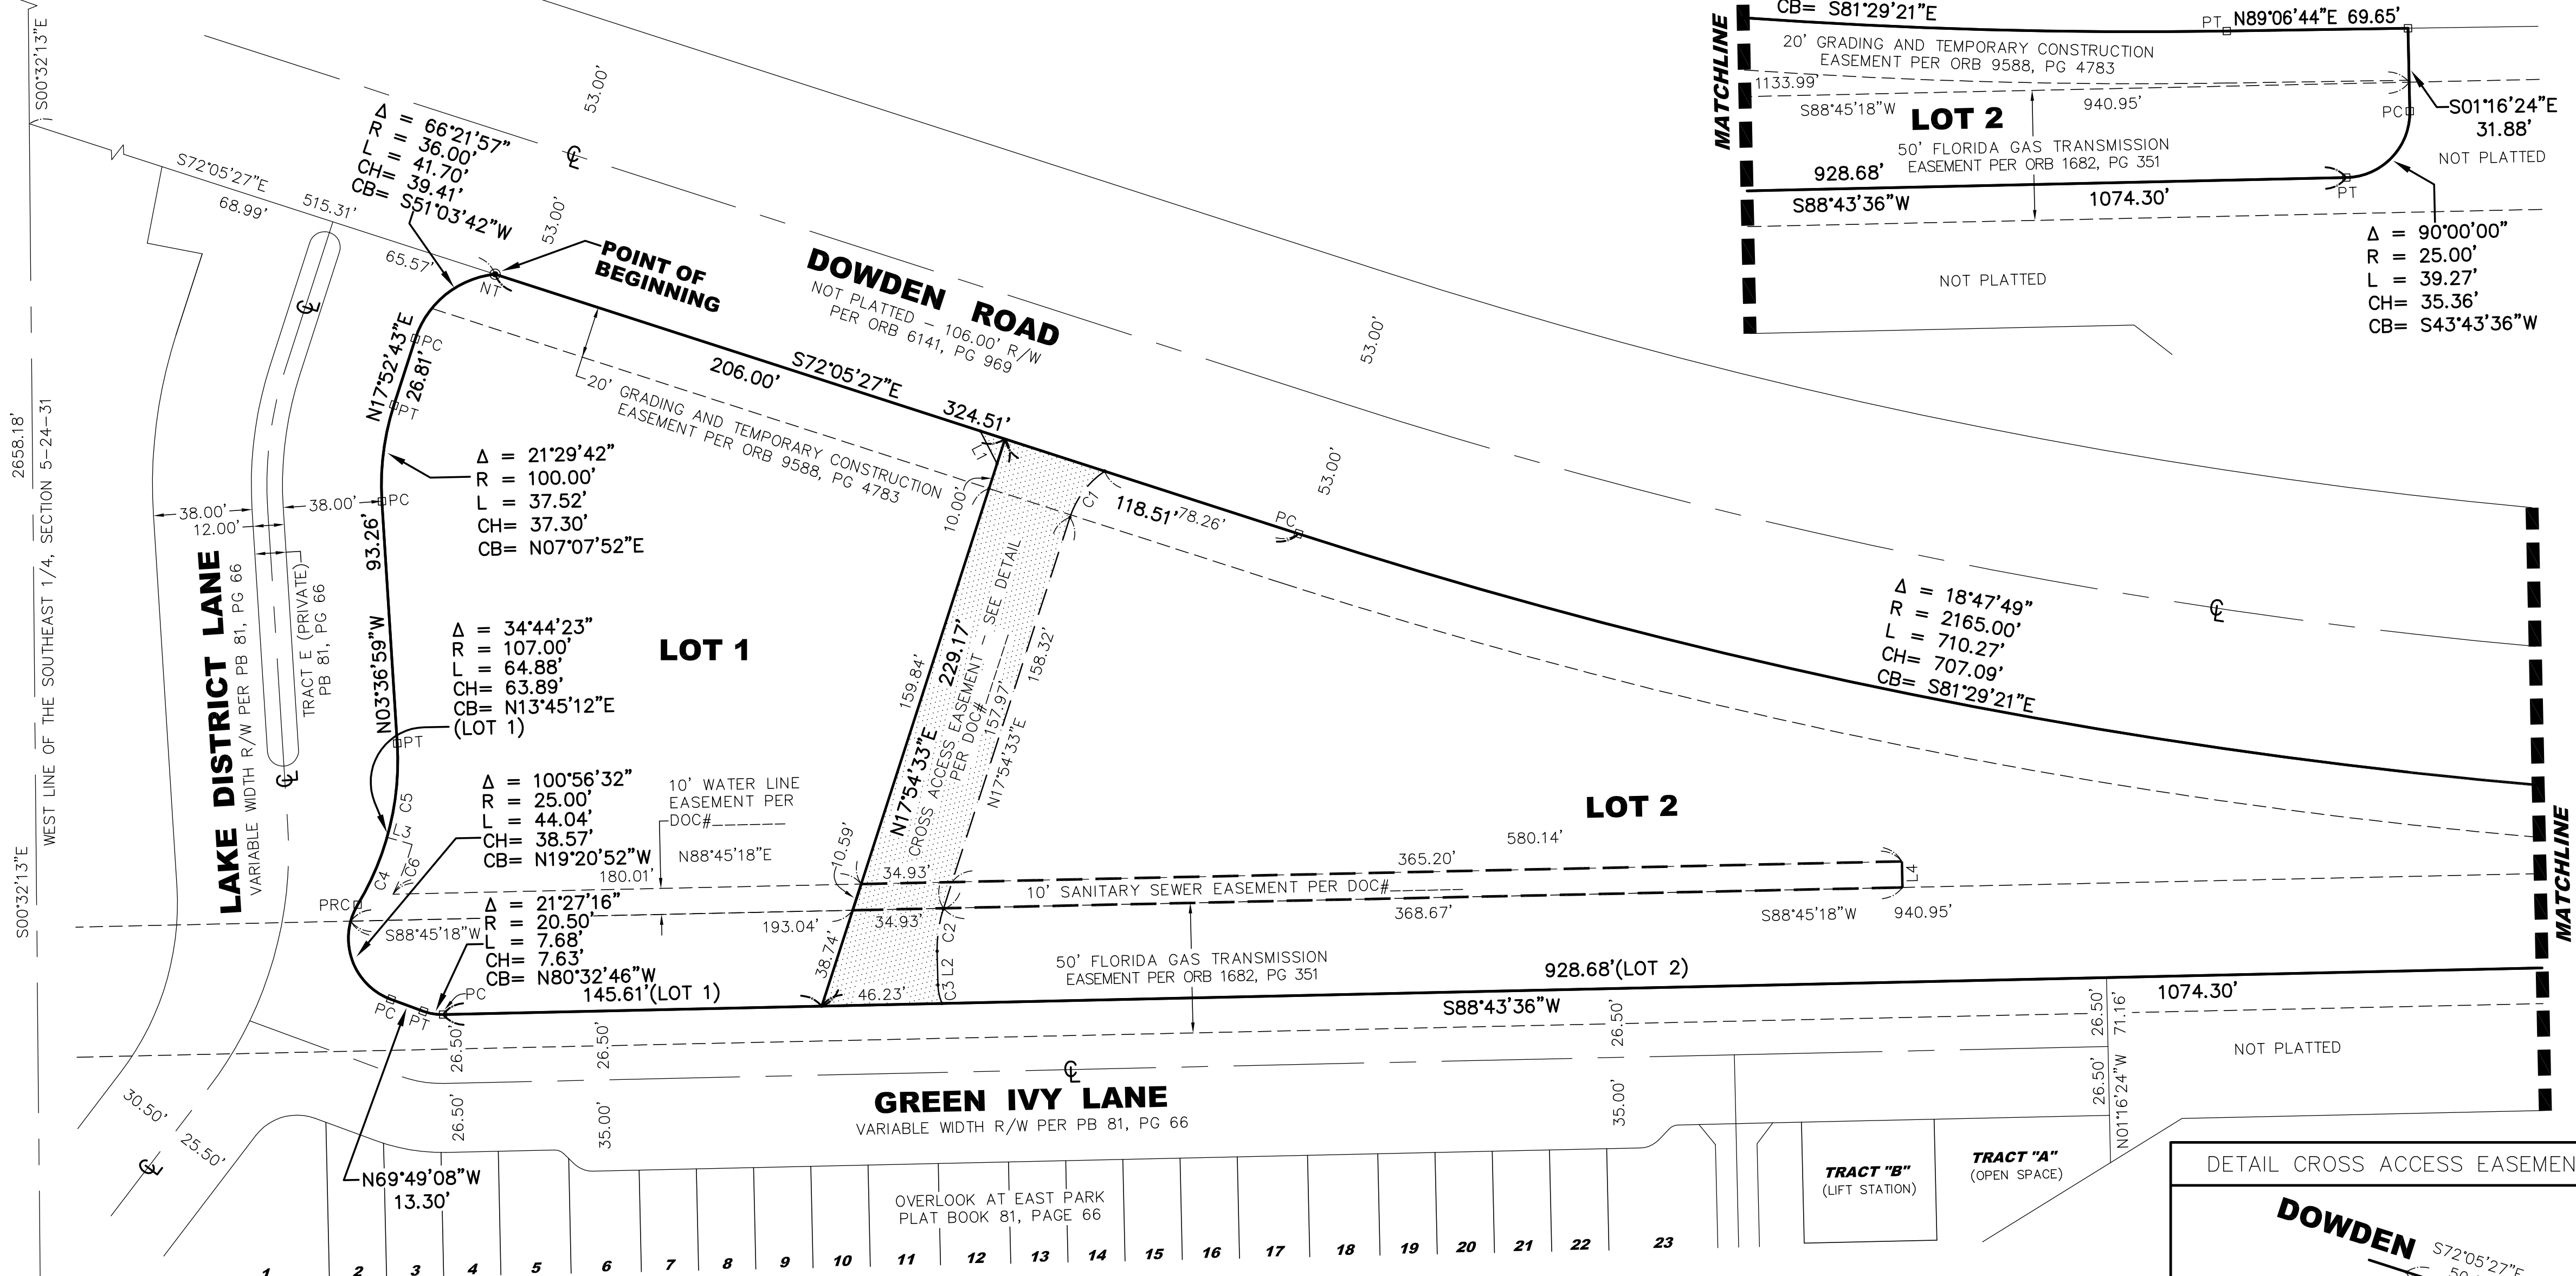 S00°32'13"E
2658.18'
WEST LINE OF THE SOUTHEAST 1/4, SECTION 5-24-31
S00°32'13"E
S72°05'27"E
68.99'
515.31'
65.57'
Δ = 66°21'57"
R = 36.00'
L = 41.70'
CH= 39.41'
CB= S51°03'42"W
53.00'
53.00'
POINT OF
BEGINNING
NT
DOWDEN ROAD
NOT PLATTED - 106.00' R/W
PER ORB 6141, PG 969
S72°05'27"E
206.00'
324.51'
20' GRADING AND TEMPORARY CONSTRUCTION
EASEMENT PER ORB 9588, PG 4783
53.00'
53.00'
N17°52'43"E
26.81'
PC
PT
Δ = 21°29'42"
R = 100.00'
L = 37.52'
CH= 37.30'
CB= N07°07'52"E
PC
38.00'
12.00'
38.00'
93.26'
N03°36'59"W
LAKE DISTRICT LANE
VARIABLE WIDTH R/W PER PB 81, PG 66
TRACT E (PRIVATE)
PB 81, PG 66
Δ = 34°44'23"
R = 107.00'
L = 64.88'
CH= 63.89'
CB= N13°45'12"E
(LOT 1)
PT
LOT 1
L1
10.00'
C1
118.51'
78.26'
PC
159.84'
229.17'
N17°54'33"E
CROSS ACCESS EASEMENT - SEE DETAIL
PER DOC#______
157.97'
158.32'
N17°54'33"E
Δ = 18°47'49"
R = 2165.00'
L = 710.27'
CH= 707.09'
CB= S81°29'21"E
LOT 2
580.14'
365.20'
L4
C5
L3
C6
C4
PRC
Δ = 100°56'32"
R = 25.00'
L = 44.04'
CH= 38.57'
CB= N19°20'52"W
10' WATER LINE
EASEMENT PER
DOC#______
N88°45'18"E
180.01'
10.59'
34.93'
10' SANITARY SEWER EASEMENT PER DOC#______
Δ = 21°27'16"
R = 20.50'
L = 7.68'
CH= 7.63'
CB= N80°32'46"W
S88°45'18"W
193.04'
34.93'
368.67'
S88°45'18"W
940.95'
38.74'
C2
L2
C3
50' FLORIDA GAS TRANSMISSION
EASEMENT PER ORB 1682, PG 351
145.61'(LOT 1)
46.23'
928.68'(LOT 2)
S88°43'36"W
1074.30'
PC
PC
PT
26.50'
26.50'
26.50'
26.50'
71.16'
NOT PLATTED
GREEN IVY LANE
VARIABLE WIDTH R/W PER PB 81, PG 66
26.50'
35.00'
35.00'
26.50'
N01°16'24"W
30.50'
25.50'
N69°49'08"W
13.30'
OVERLOOK AT EAST PARK
PLAT BOOK 81, PAGE 66
TRACT "B"
(LIFT STATION)
TRACT "A"
(OPEN SPACE)
1 2 3 4 5 6 7 8 9 10 11 12 13 14 15 16 17 18 19 20 21 22 23
MATCHLINE
MATCHLINE
CB= S81°29'21"E
PT
N89°06'44"E 69.65'
20' GRADING AND TEMPORARY CONSTRUCTION
EASEMENT PER ORB 9588, PG 4783
1133.99'
S88°45'18"W
LOT 2
940.95'
PC
S01°16'24"E
31.88'
50' FLORIDA GAS TRANSMISSION
EASEMENT PER ORB 1682, PG 351
NOT PLATTED
928.68'
S88°43'36"W
1074.30'
PT
Δ = 90°00'00"
R = 25.00'
L = 39.27'
CH= 35.36'
CB= S43°43'36"W
NOT PLATTED
DETAIL CROSS ACCESS EASEMEN
DOWDEN
S72°05'27"E